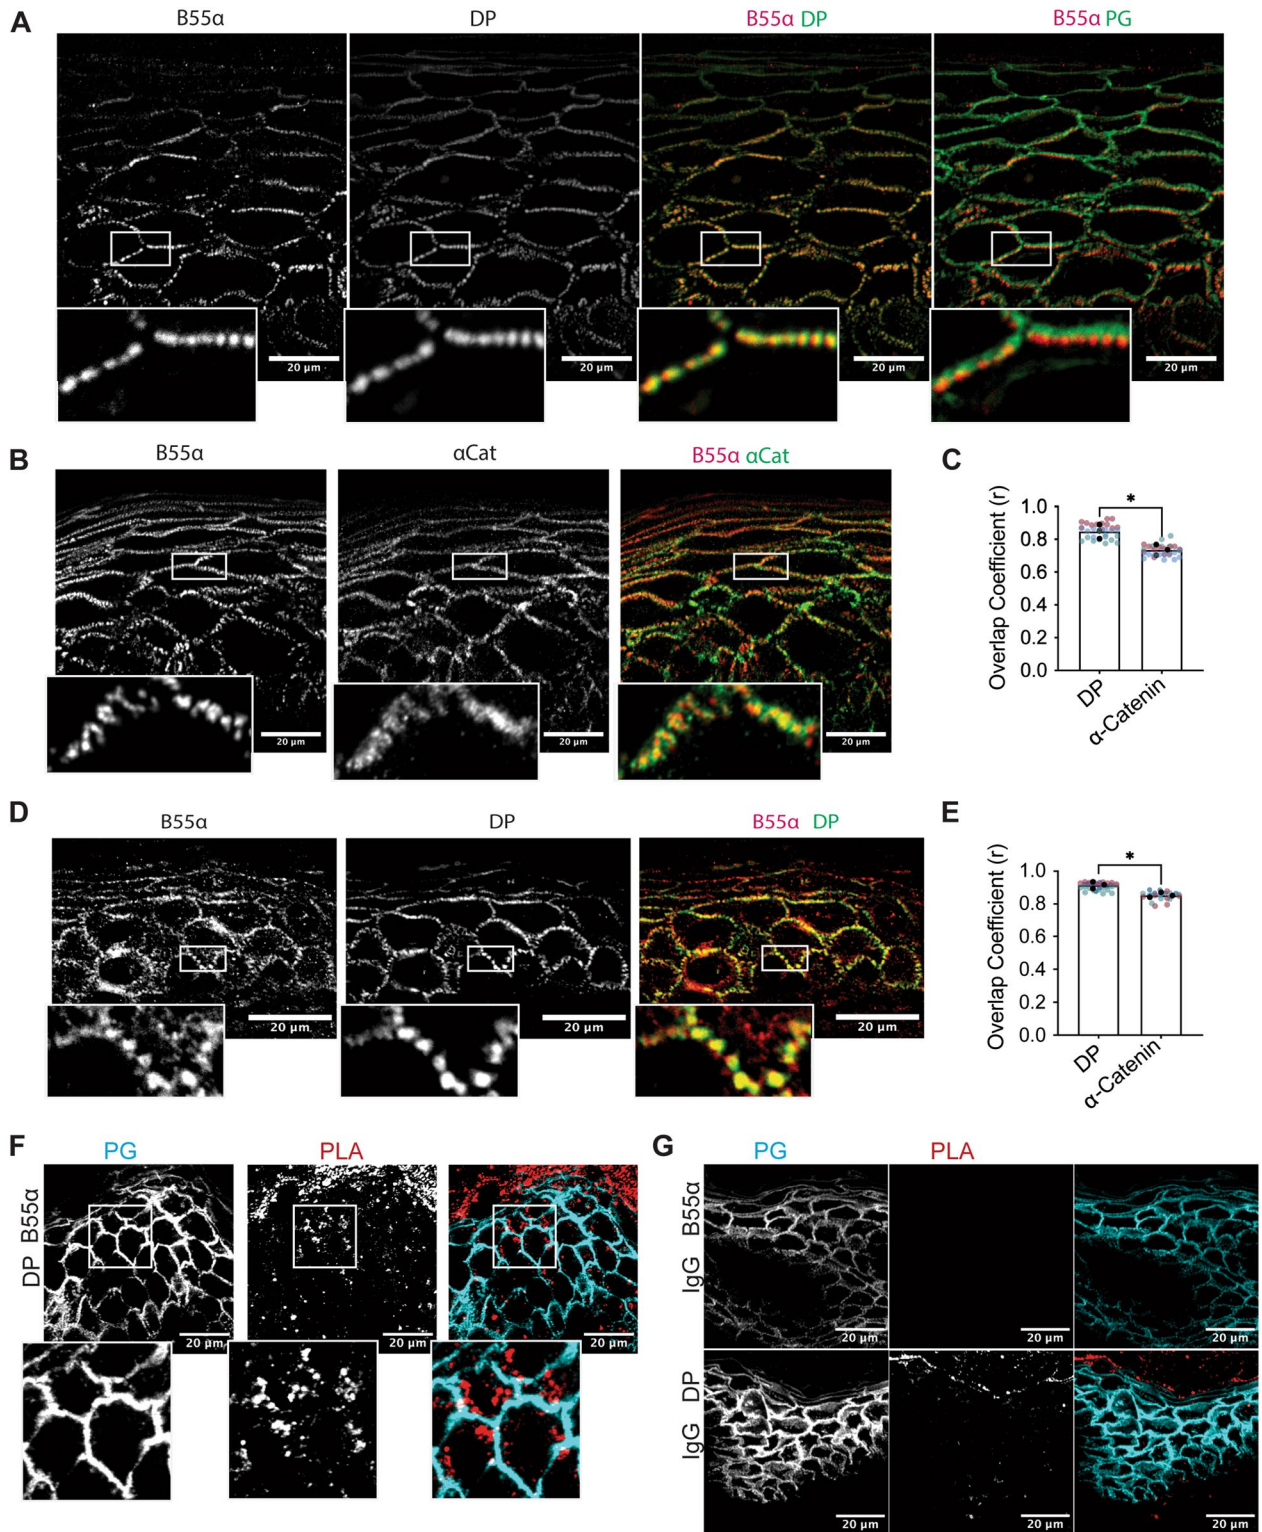 A
B55α
DP
B55α DP
B55α PG
20 µm
20 µm
20 µm
20 µm
B
B55α
αCat
B55α αCat
20 µm
20 µm
20 µm
C
Overlap Coefficient (r)
1.0
0.8
0.6
0.4
0.2
0.0
*
DP
α-Catenin
D
B55α
DP
B55α DP
20 µm
20 µm
20 µm
E
Overlap Coefficient (r)
1.0
0.8
0.6
0.4
0.2
0.0
*
DP
α-Catenin
F
PG
PLA
DP B55α
20 µm
20 µm
20 µm
G
PG
PLA
IgG B55α
20 µm
20 µm
20 µm
IgG DP
20 µm
20 µm
20 µm